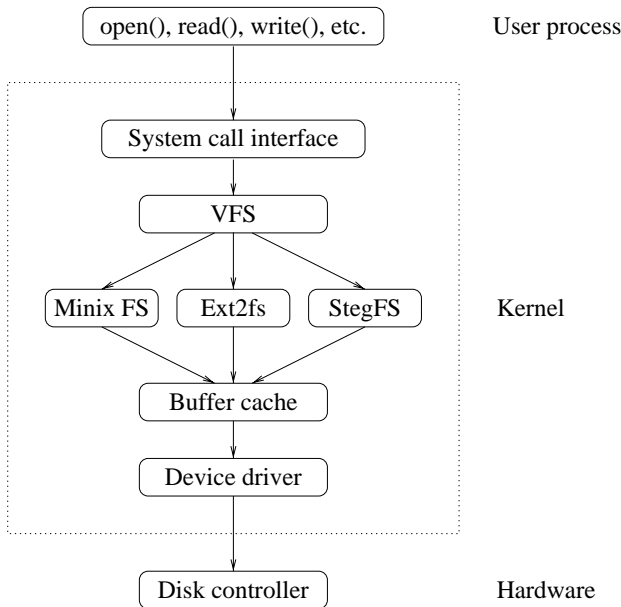 open(), read(), write(), etc. User process
System call interface
VFS
Minix FS Ext2fs StegFS Kernel
Buffer cache
Device driver
Disk controller Hardware